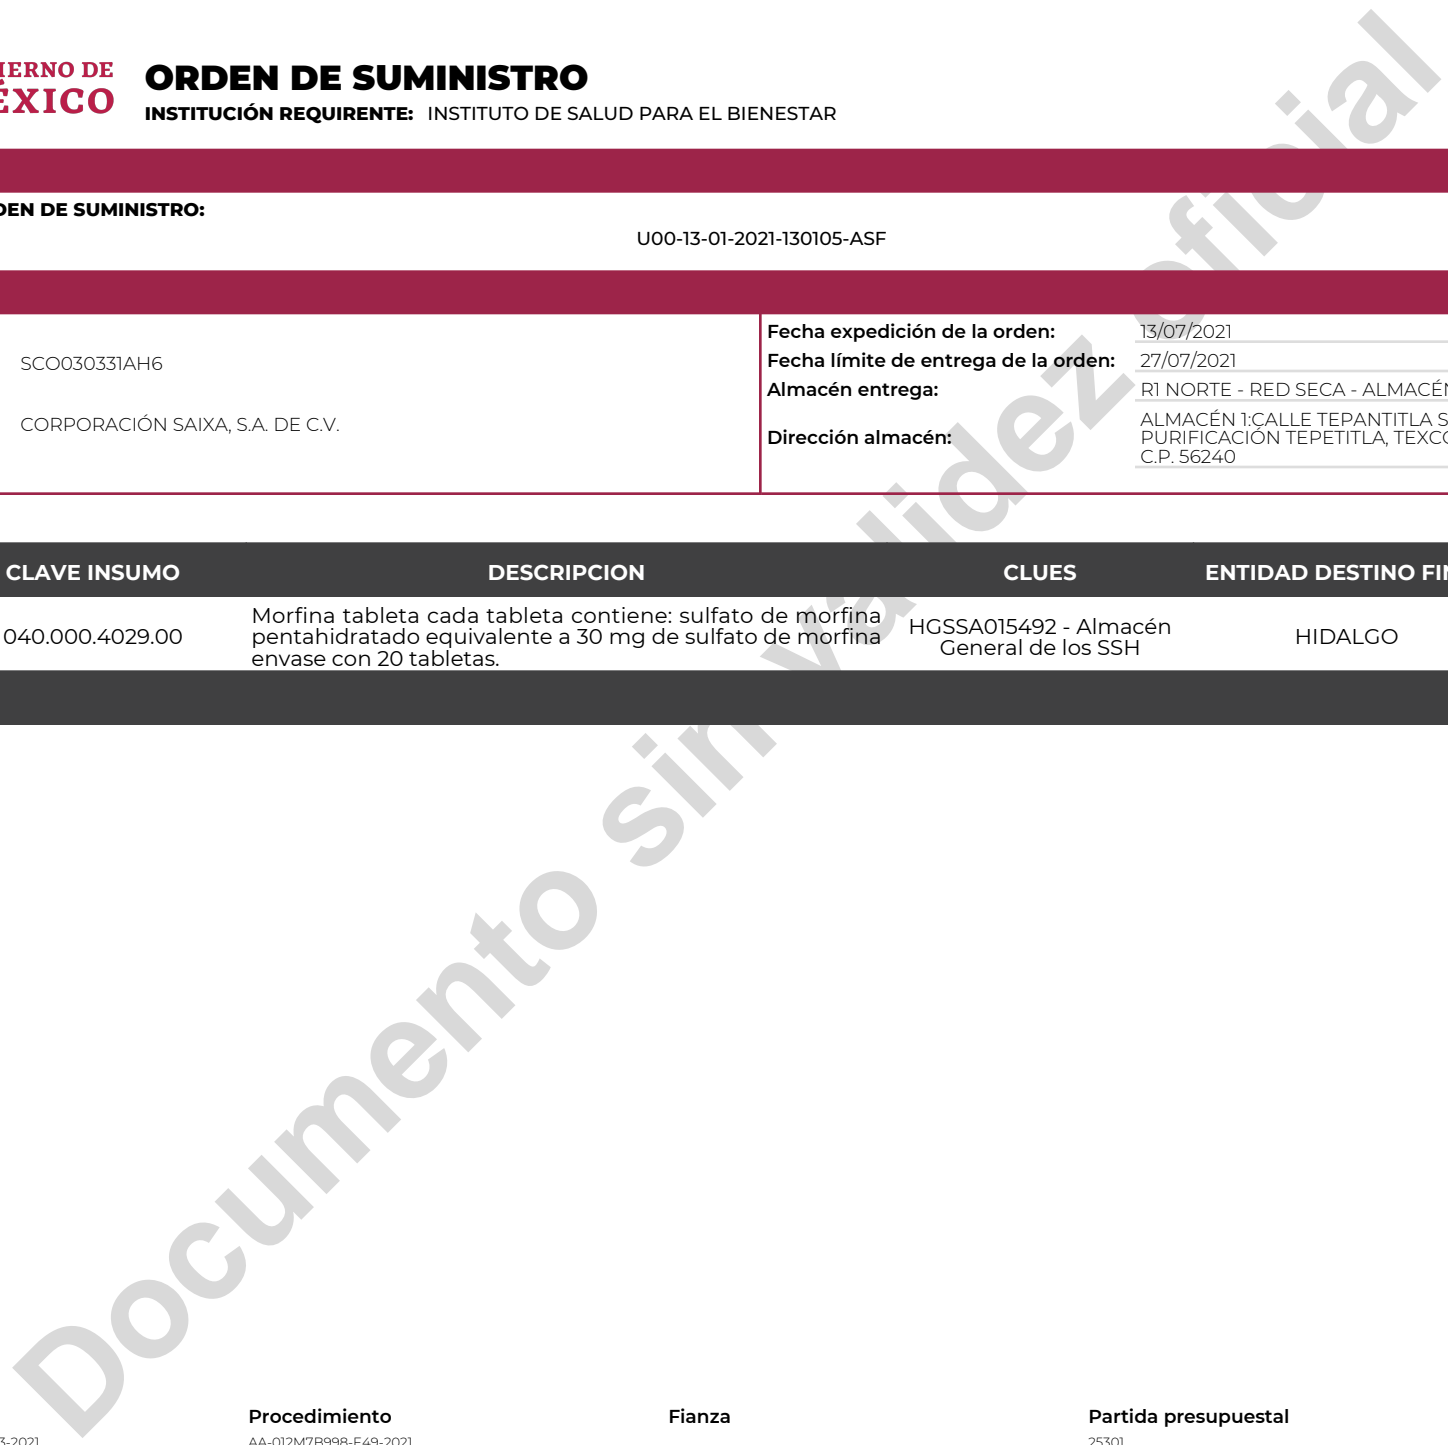 IERNO DE
ÉXICO
ORDEN DE SUMINISTRO
INSTITUCIÓN REQUIRENTE: INSTITUTO DE SALUD PARA EL BIENESTAR
DEN DE SUMINISTRO:
U00-13-01-2021-130105-ASF
SCO030331AH6
CORPORACIÓN SAIXA, S.A. DE C.V.
Fecha expedición de la orden: 13/07/2021
Fecha límite de entrega de la orden: 27/07/2021
Almacén entrega: R1 NORTE - RED SECA - ALMACÉN
Dirección almacén:
ALMACÉN 1:CALLE TEPANTITLA S
PURIFICACIÓN TEPETITLA, TEXCO
C.P. 56240
CLAVE INSUMO DESCRIPCION CLUES ENTIDAD DESTINO FIN
040.000.4029.00
Morfina tableta cada tableta contiene: sulfato de morfina
pentahidratado equivalente a 30 mg de sulfato de morfina
envase con 20 tabletas.
HGSSA015492 - Almacén
General de los SSH
HIDALGO
Documento sin validez oficial
Procedimiento Fianza Partida presupuestal
3-2021 AA-012M7B998-E49-2021 25301